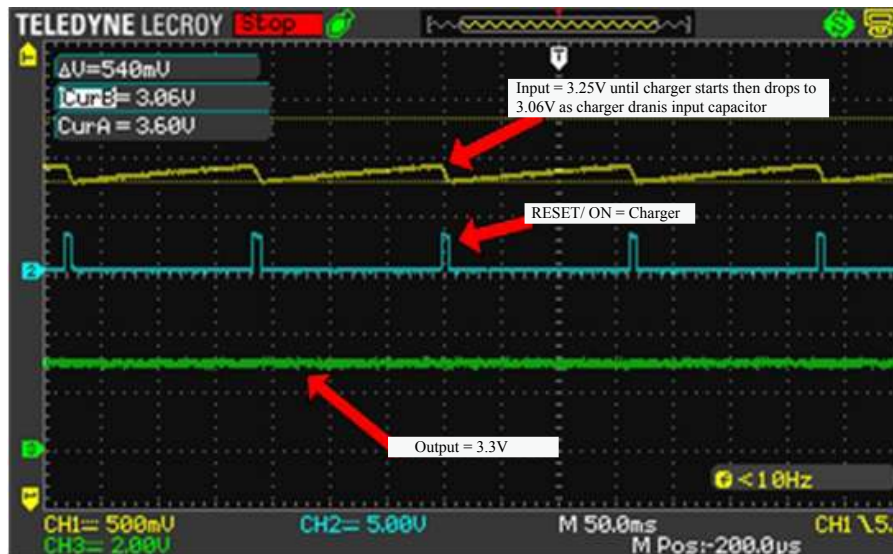 TELEDYNE LECROY Stop
T
ΔV=540mV
CurB= 3.06V
CurA = 3.60V
Input = 3.25V until charger starts then drops to
3.06V as charger dranis input capacitor
RESET/ ON = Charger
2
Output = 3.3V
f <10Hz
CH1 500mV CH2 5.00V M 50.0ms CH1 5.
CH3 2.00V M Pos:-200.0µs